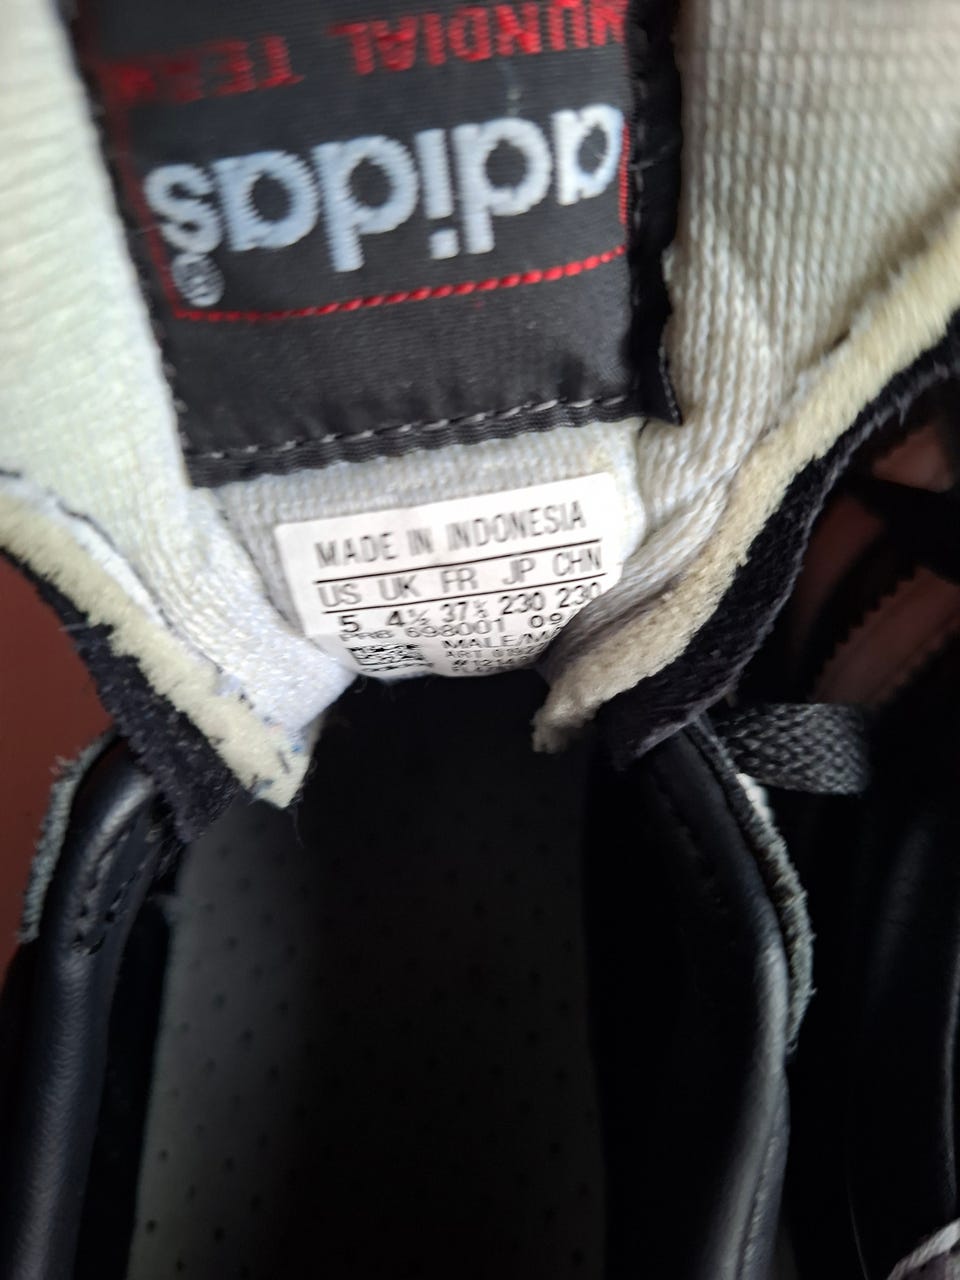 MUNDIAL TEAM
adidas®
MADE IN INDONESIA
US UK FR JP CHN
5 4½ 37⅓ 230 230
PRB 698001 09
MALE/M
ART